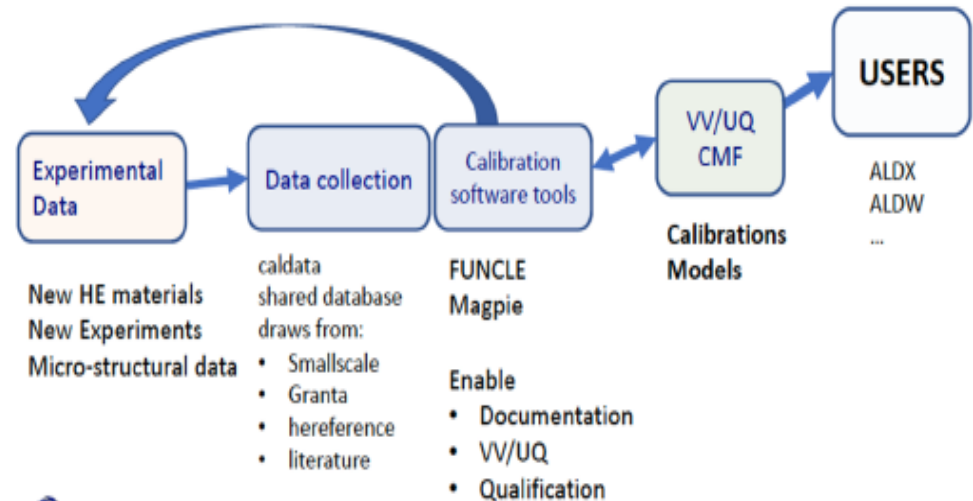 USERS
Experimental
Data
Data collection
Calibration
software tools
VV/UQ
CMF
ALDX
ALDW
...
Calibrations
Models
New HE materials
New Experiments
Micro-structural data
caldata
shared database
draws from:
• Smallscale
• Granta
• hereference
• literature
FUNCLE
Magpie
Enable
• Documentation
• VV/UQ
• Qualification